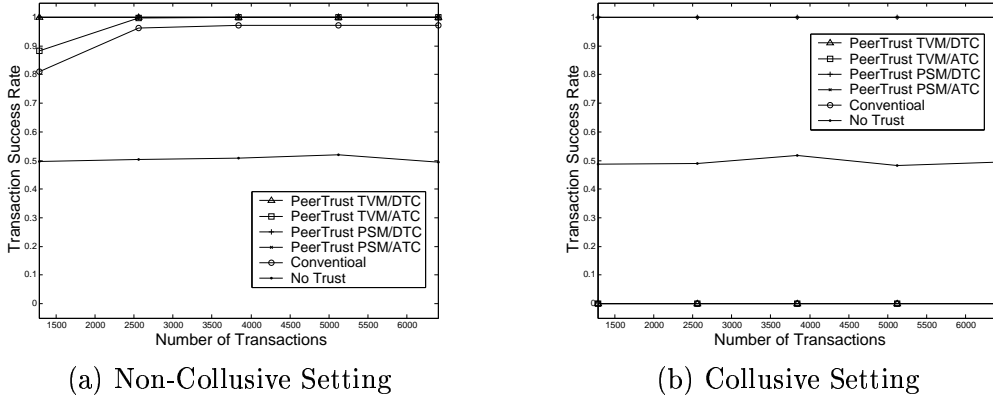 1
0.9
0.8
0.7
0.6
0.5
0.4
0.3
0.2
0.1
0
Transaction Success Rate
PeerTrust TVM/DTC
PeerTrust TVM/ATC
PeerTrust PSM/DTC
PeerTrust PSM/ATC
Conventioal
No Trust
1500 2000 2500 3000 3500 4000 4500 5000 5500 6000
Number of Transactions
(a) Non-Collusive Setting
1
0.9
0.8
0.7
0.6
0.5
0.4
0.3
0.2
0.1
0
Transaction Success Rate
PeerTrust TVM/DTC
PeerTrust TVM/ATC
PeerTrust PSM/DTC
PeerTrust PSM/ATC
Conventioal
No Trust
1500 2000 2500 3000 3500 4000 4500 5000 5500 6000
Number of Transactions
(b) Collusive Setting